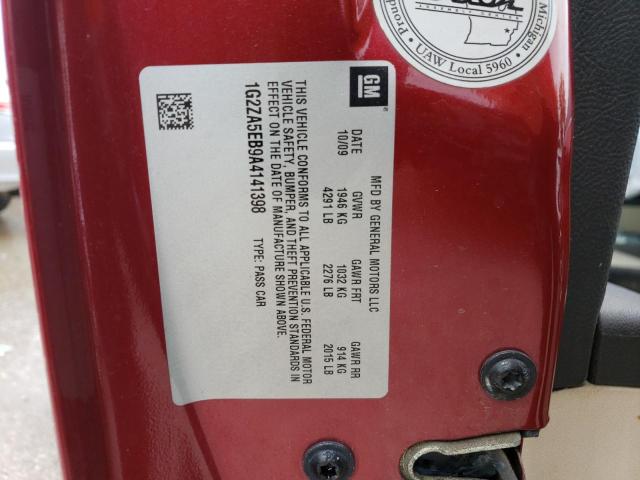 GM
MFD BY GENERAL MOTORS LLC
DATE GVWR GAWR FRT GAWR RR
10/09 1946 KG 1032 KG 914 KG
4291 LB 2276 LB 2015 LB
THIS VEHICLE CONFORMS TO ALL APPLICABLE U.S. FEDERAL MOTOR
VEHICLE SAFETY, BUMPER, AND THEFT PREVENTION STANDARDS IN
EFFECT ON THE DATE OF MANUFACTURE SHOWN ABOVE.
1G2ZA5EB9A4141398 TYPE: PASS CAR
Michigan
UAW Local 5960